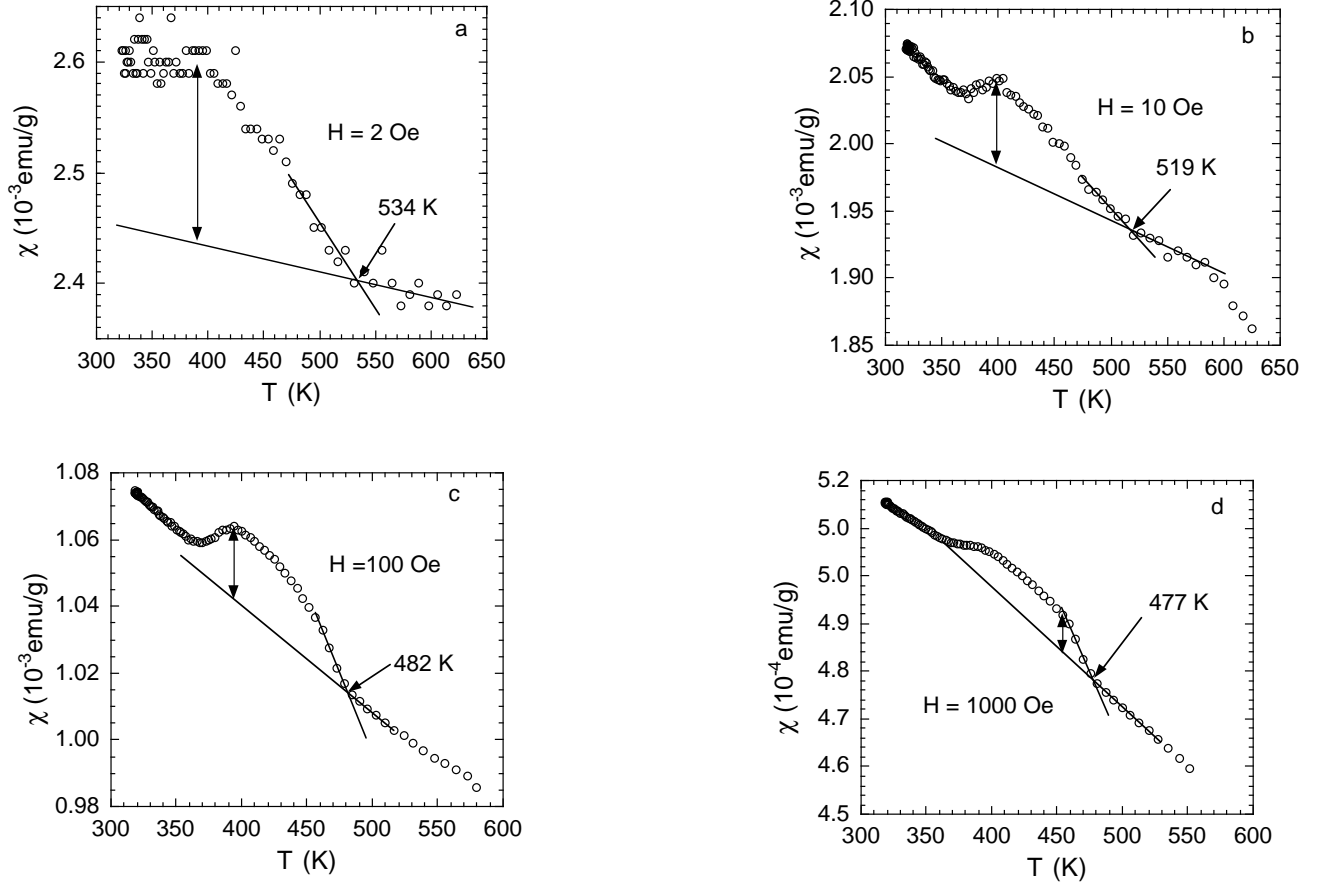 a
2.6
2.5
2.4
χ (10-3emu/g)
H = 2 Oe
534 K
300 350 400 450 500 550 600 650
T (K)
b
2.10
2.05
2.00
1.95
1.90
1.85
χ (10-3emu/g)
H = 10 Oe
519 K
300 350 400 450 500 550 600 650
T (K)
c
1.08
1.06
1.04
1.02
1.00
0.98
χ (10-3emu/g)
H =100 Oe
482 K
300 350 400 450 500 550 600
T (K)
d
5.2
5.1
5.0
4.9
4.8
4.7
4.6
4.5
χ (10-4emu/g)
477 K
H = 1000 Oe
300 350 400 450 500 550 600
T (K)